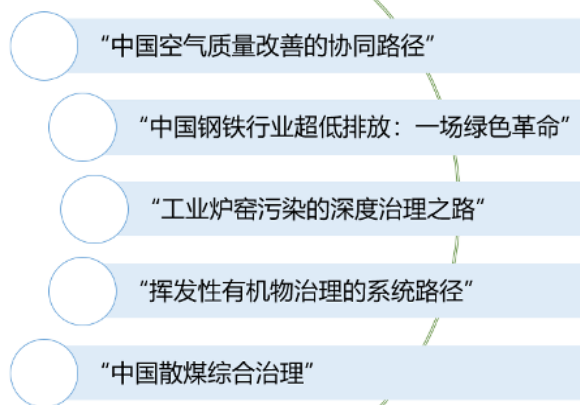 “中国空气质量改善的协同路径”
“中国钢铁行业超低排放：一场绿色革命”
“工业炉窑污染的深度治理之路”
“挥发性有机物治理的系统路径”
“中国散煤综合治理”